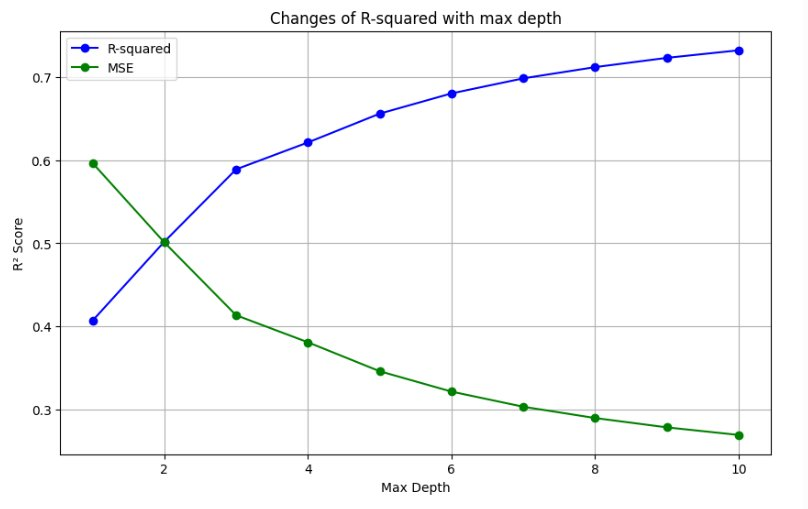 Changes of R-squared with max depth
R-squared
MSE
0.7
0.6
0.5
0.4
0.3
R² Score
2
4
6
8
10
Max Depth